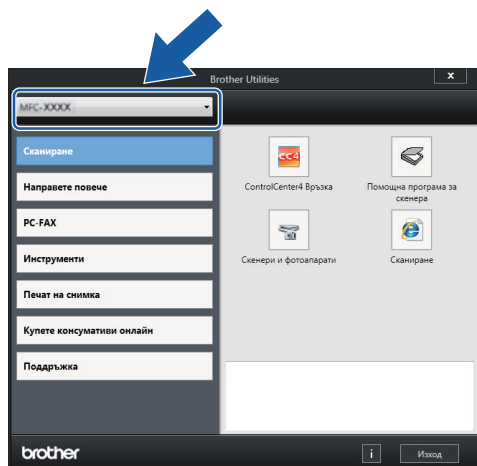 Brother Utilities
x
MFC-XXXX
Сканиране
Направете повече
PC-FAX
Инструменти
Печат на снимка
Купете консумативи онлайн
Поддръжка
CC4
ControlCenter4 Връзка
Помощна програма за
скенера
Скенери и фотоапарати
Сканиране
brother
i
Изход